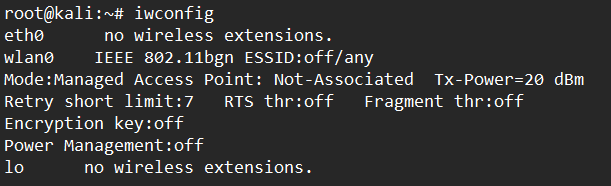 root@kali:~# iwconfig
eth0      no wireless extensions.
wlan0    IEEE 802.11bgn ESSID:off/any
Mode:Managed Access Point: Not-Associated  Tx-Power=20 dBm
Retry short limit:7   RTS thr:off   Fragment thr:off
Encryption key:off
Power Management:off
lo      no wireless extensions.